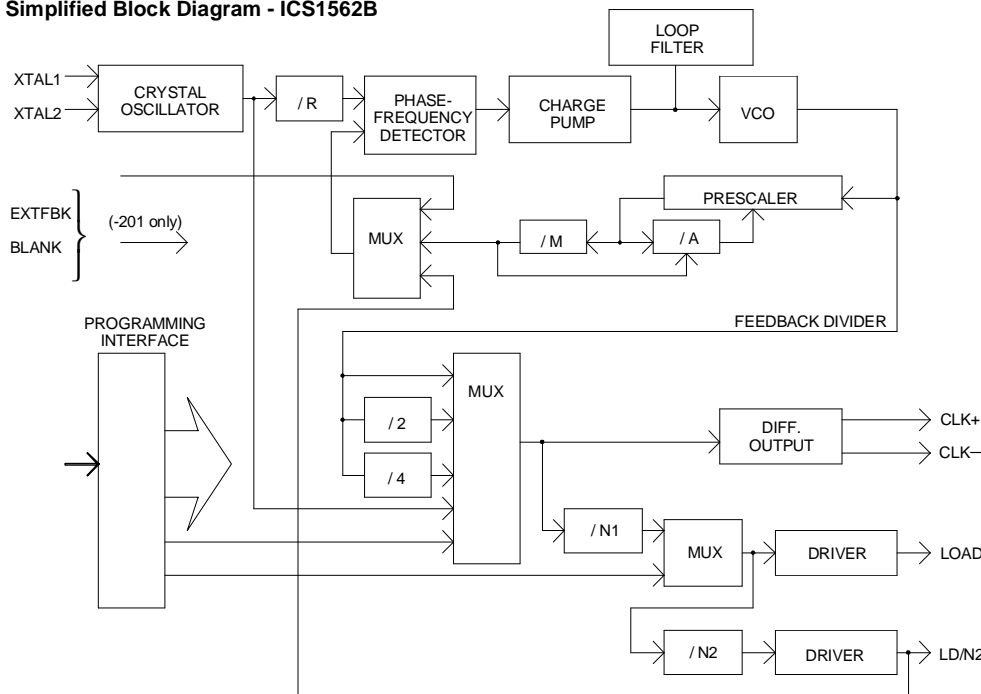 Simplified Block Diagram - ICS1562B
LOOP
FILTER
XTAL1
XTAL2
CRYSTAL
OSCILLATOR
/ R
PHASE-
FREQUENCY
DETECTOR
CHARGE
PUMP
VCO
EXTFBK
BLANK
(-201 only)
MUX
/ M
/ A
PRESCALER
FEEDBACK DIVIDER
PROGRAMMING
INTERFACE
MUX
/ 2
/ 4
DIFF.
OUTPUT
CLK+
CLK—
/ N1
MUX
DRIVER
LOAD
/ N2
DRIVER
LD/N2